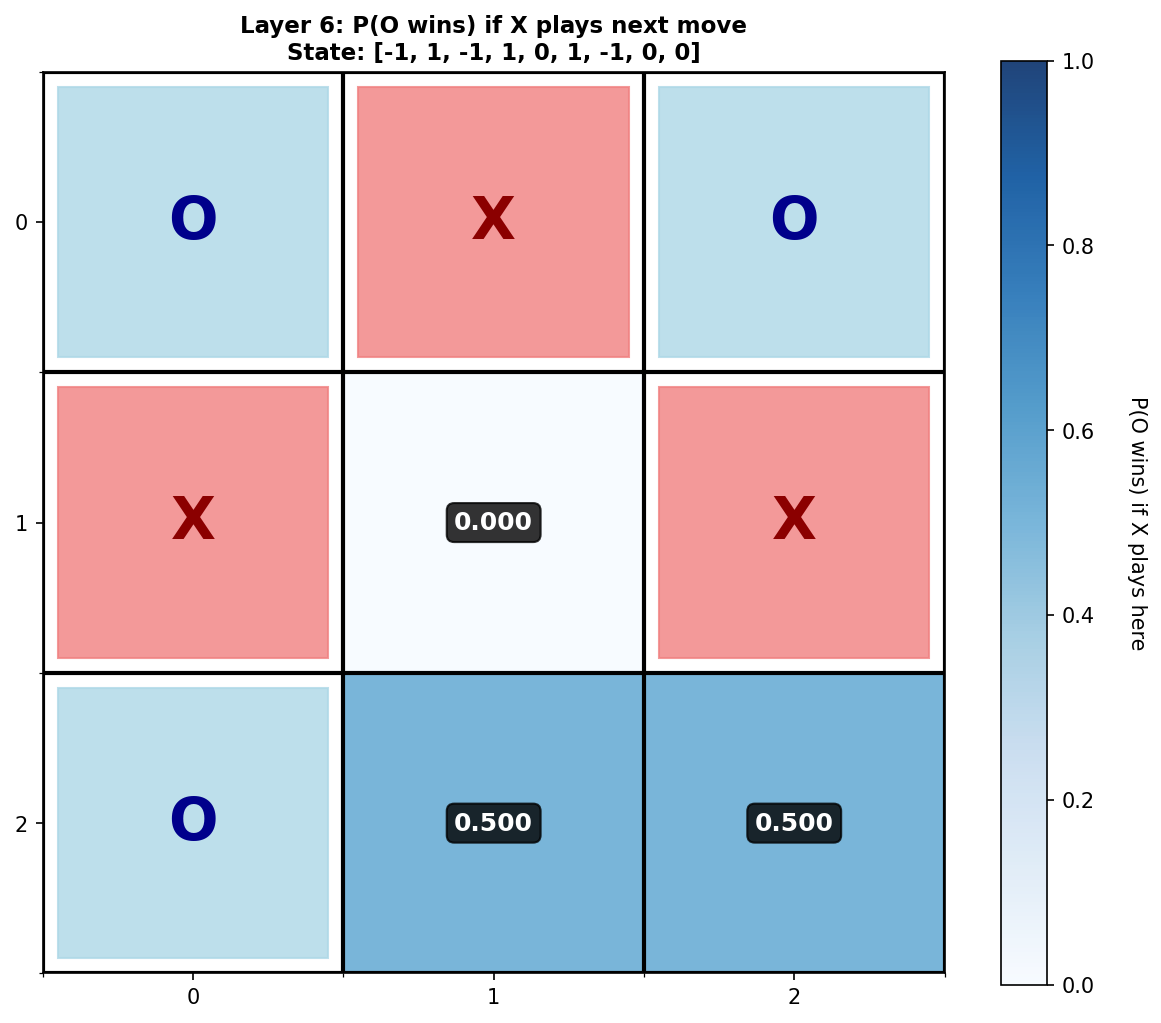 Layer 6: P(O wins) if X plays next move
State: [-1, 1, -1, 1, 0, 1, -1, 0, 0]
0
O
X
O
1
X
0.000
X
2
O
0.500
0.500
0
1
2
1.0
0.8
0.6
0.4
0.2
0.0
P(O wins) if X plays here